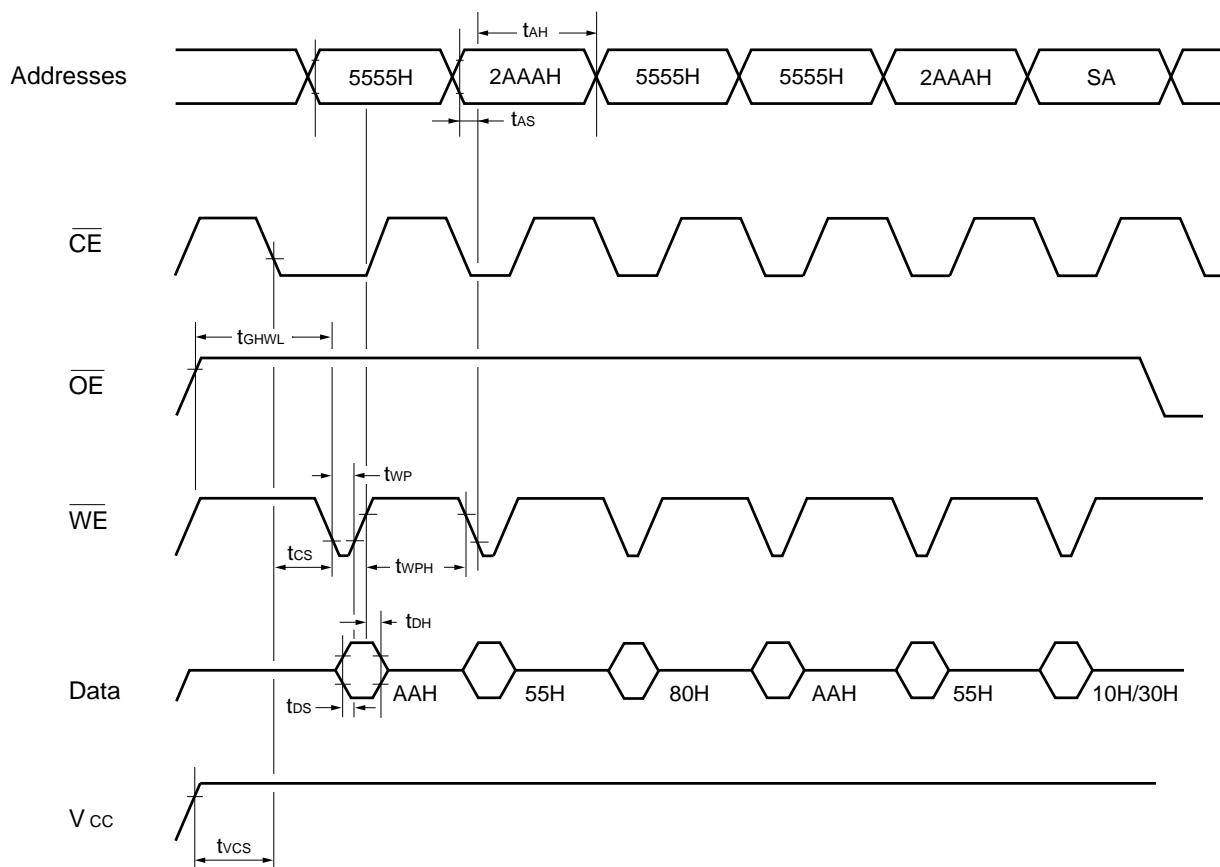 tAH
Addresses 5555H 2AAAH 5555H 5555H 2AAAH SA
tAS
CE
tGHWL
OE
tWP
WE
tCS tWPH
tDH
Data AAH 55H 80H AAH 55H 10H/30H
tDS
VCC
tVCS